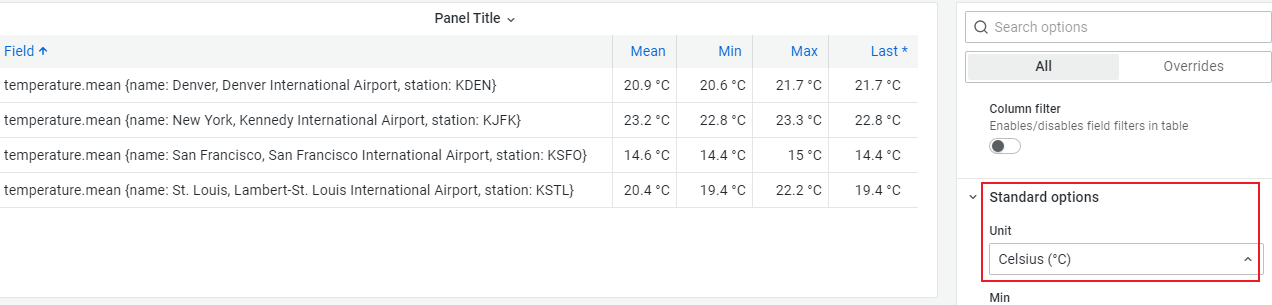 Panel Title
Field Mean Min Max Last *
temperature.mean {name: Denver, Denver International Airport, station: KDEN} 20.9 °C 20.6 °C 21.7 °C 21.7 °C
temperature.mean {name: New York, Kennedy International Airport, station: KJFK} 23.2 °C 22.8 °C 23.3 °C 22.8 °C
temperature.mean {name: San Francisco, San Francisco International Airport, station: KSFO} 14.6 °C 14.4 °C 15 °C 14.4 °C
temperature.mean {name: St. Louis, Lambert-St. Louis International Airport, station: KSTL} 20.4 °C 19.4 °C 22.2 °C 19.4 °C
Search options
All Overrides
Column filter
Enables/disables field filters in table
Standard options
Unit
Celsius (°C)
Min